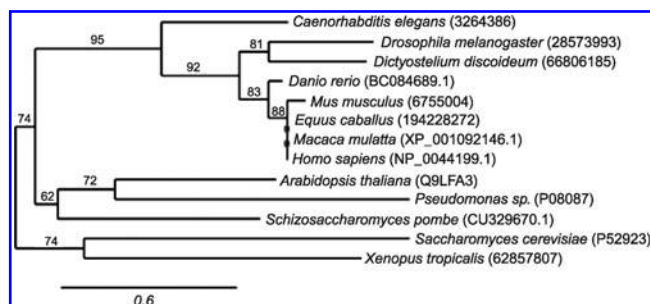 Caenorhabditis elegans (3264386)
95
81
Drosophila melanogaster (28573993)
92
Dictyostelium discoideum (66806185)
83
Danio rerio (BC084689.1)
88
Mus musculus (6755004)
74
Equus caballus (194228272)
Macaca mulatta (XP_001092146.1)
Homo sapiens (NP_0044199.1)
72
Arabidopsis thaliana (Q9LFA3)
62
Pseudomonas sp. (P08087)
Schizosaccharomyces pombe (CU329670.1)
74
Saccharomyces cerevisiae (P52923)
Xenopus tropicalis (62857807)
0.6